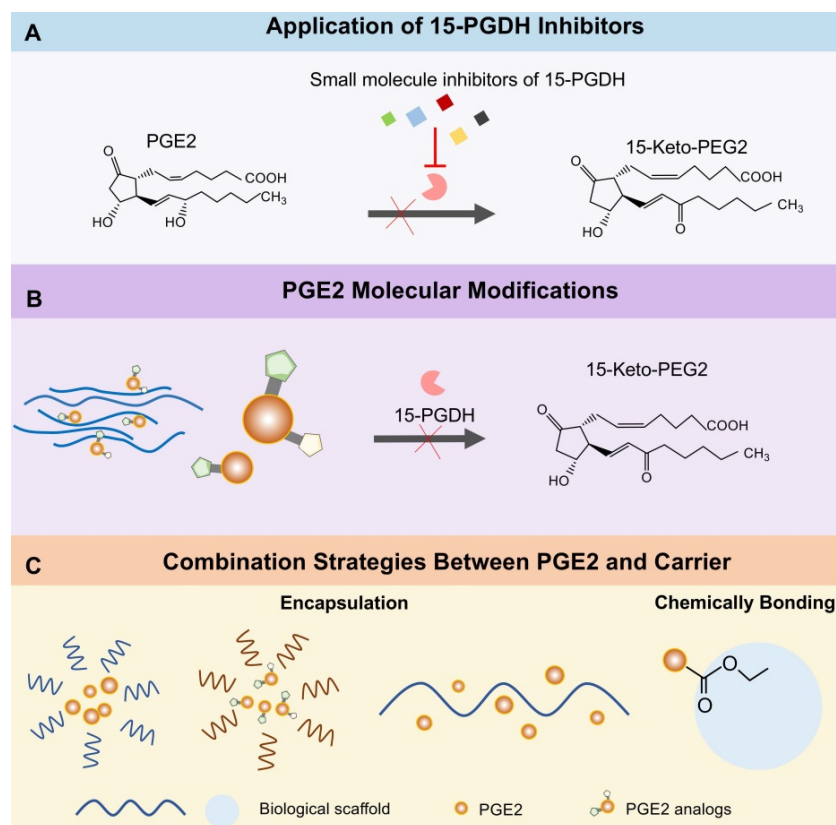 A
Application of 15-PGDH Inhibitors
Small molecule inhibitors of 15-PGDH
PGE2
15-Keto-PEG2
O
COOH
CH3
HO
OH
O
COOH
CH3
HO
O
B
PGE2 Molecular Modifications
15-Keto-PEG2
15-PGDH
O
COOH
CH3
HO
O
C
Combination Strategies Between PGE2 and Carrier
Encapsulation
Chemically Bonding
O
O
Biological scaffold
PGE2
PGE2 analogs